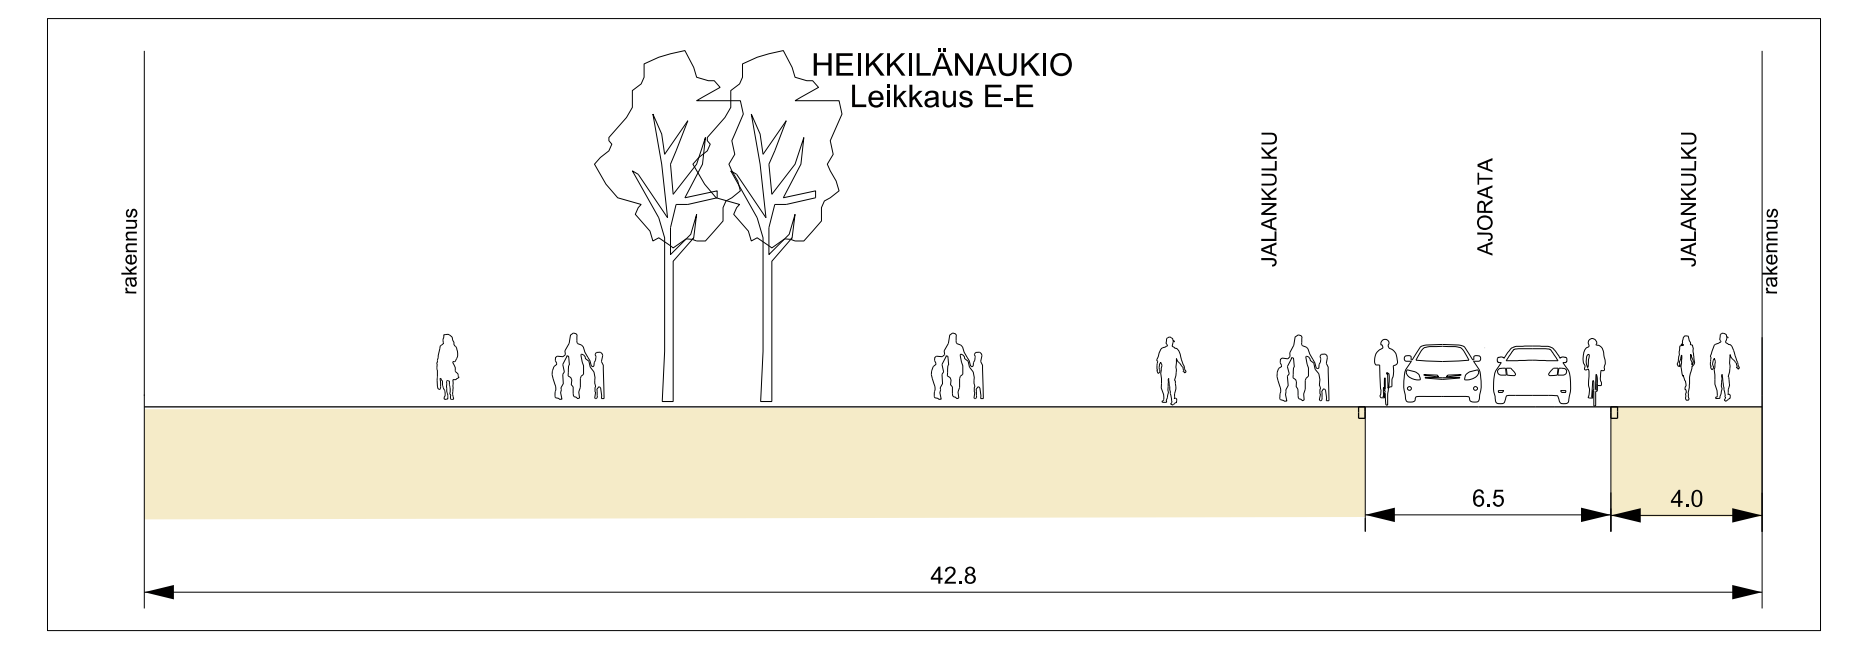 HEIKKILÄNAUKIO
Leikkaus E-E
rakennus
JALANKULKU
AJORATA
JALANKULKU
rakennus
6.5
4.0
42.8